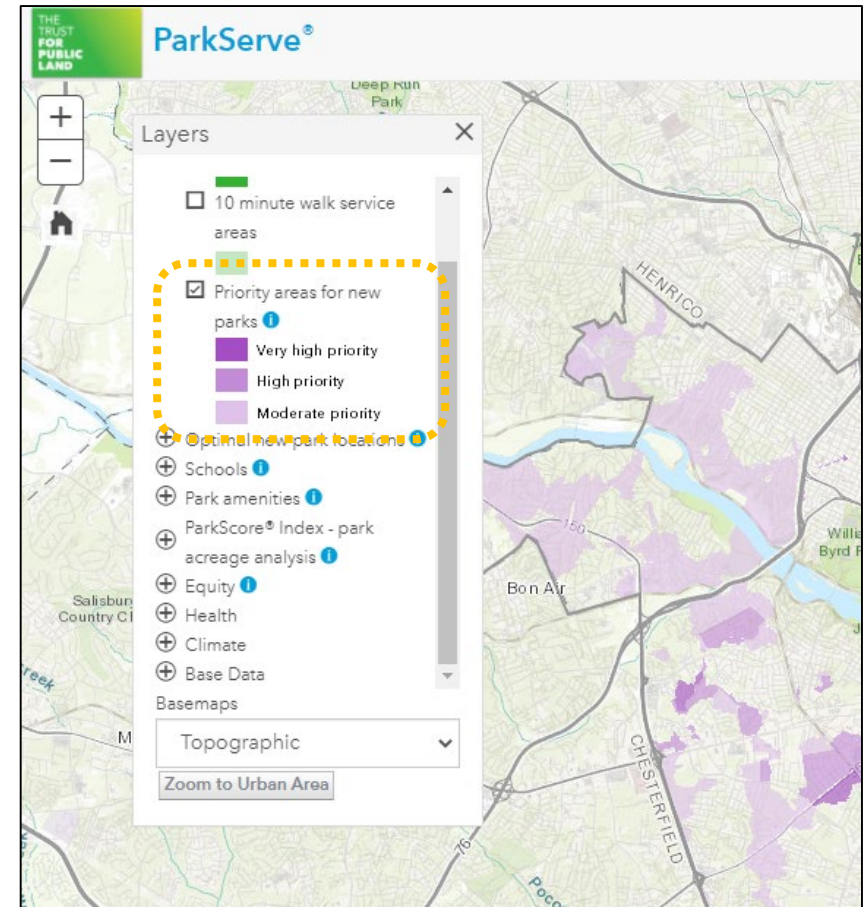 THE
TRUST
FOR
PUBLIC
LAND
ParkServe®
Deep Run
Park
+
−
Layers
10 minute walk service
areas
Priority areas for new
parks
Very high priority
High priority
Moderate priority
Optimal new park locations
Schools
Park amenities
ParkScore® Index - park
acreage analysis
Equity
Health
Climate
Base Data
Basemaps
Topographic
Zoom to Urban Area
HENRICO
150
Bon Air
Byrd
Salisbury
Country
CHESTERFIELD
76